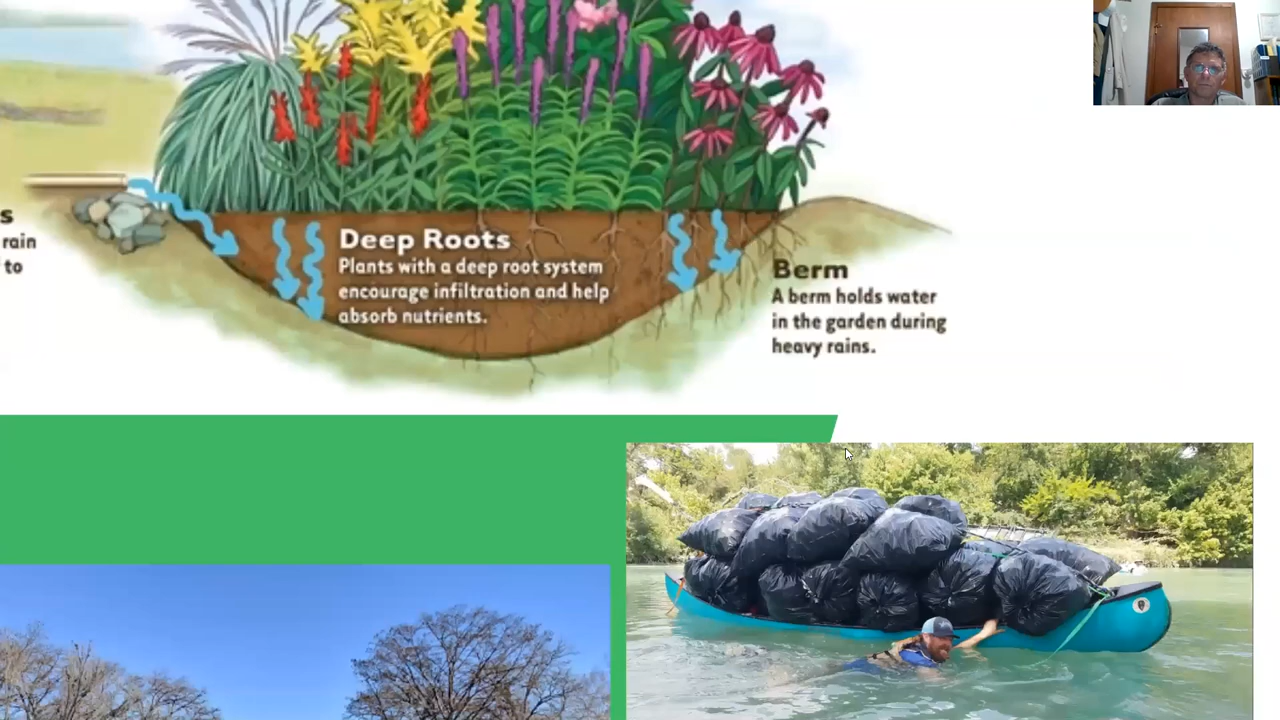 s
rain
to
Deep Roots
Plants with a deep root system
encourage infiltration and help
absorb nutrients.
Berm
A berm holds water
in the garden during
heavy rains.